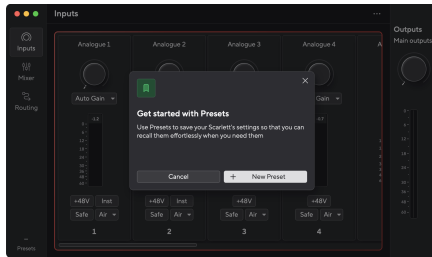 Inputs
...
Outputs
Main outputs
Inputs
Mixer
Routing
Presets
Analogue 1
Analogue 2
Analogue 3
Analogue 4
A
Auto Gain
Gain
Get started with Presets
Use Presets to save your Scarlett's settings so that you can
recall them effortlessly when you need them
Cancel
+ New Preset
+48V Inst
+48V Inst
+48V
+48V
Safe Air
Safe Air
Safe Air
Safe Air
1
2
3
4